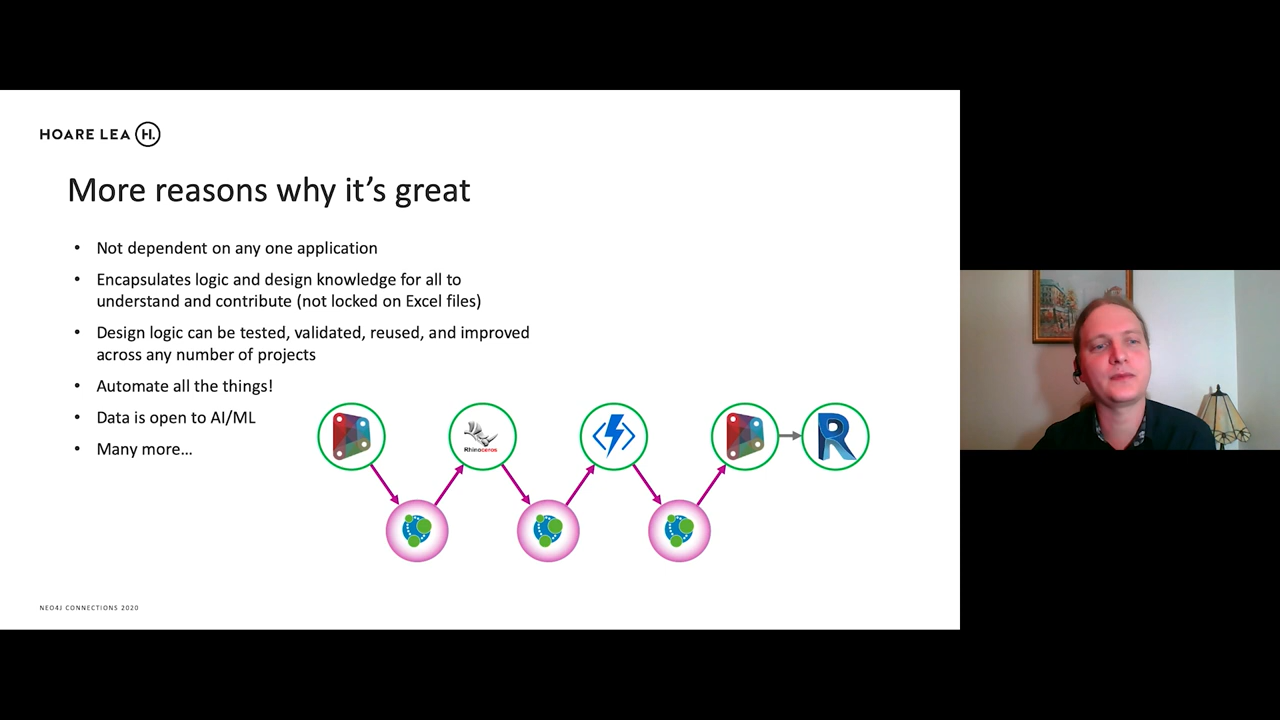 HOARE LEA H.
More reasons why it's great
• Not dependent on any one application
• Encapsulates logic and design knowledge for all to
understand and contribute (not locked on Excel files)
• Design logic can be tested, validated, reused, and improved
across any number of projects
• Automate all the things!
• Data is open to AI/ML
• Many more...
Rhinoceros
R
NEO4J CONNECTIONS 2020